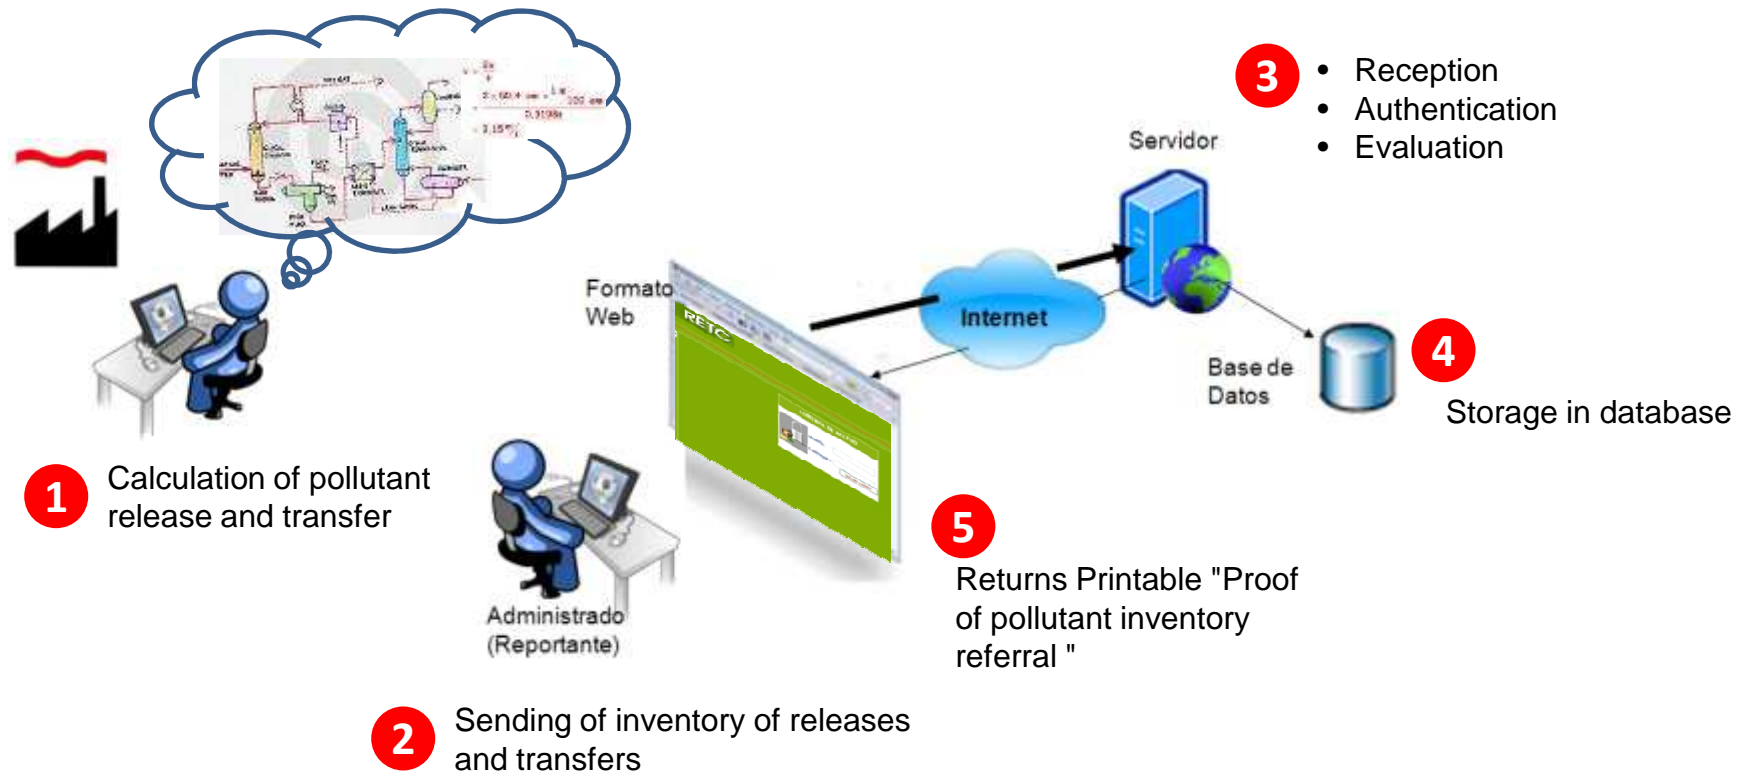 3
• Reception
• Authentication
• Evaluation
Servidor
Formato
Web
RETC
Internet
Base de
Datos
4
Storage in database
1
Calculation of pollutant
release and transfer
Administrado
(Reportante)
5
Returns Printable "Proof
of pollutant inventory
referral "
2
Sending of inventory of releases
and transfers